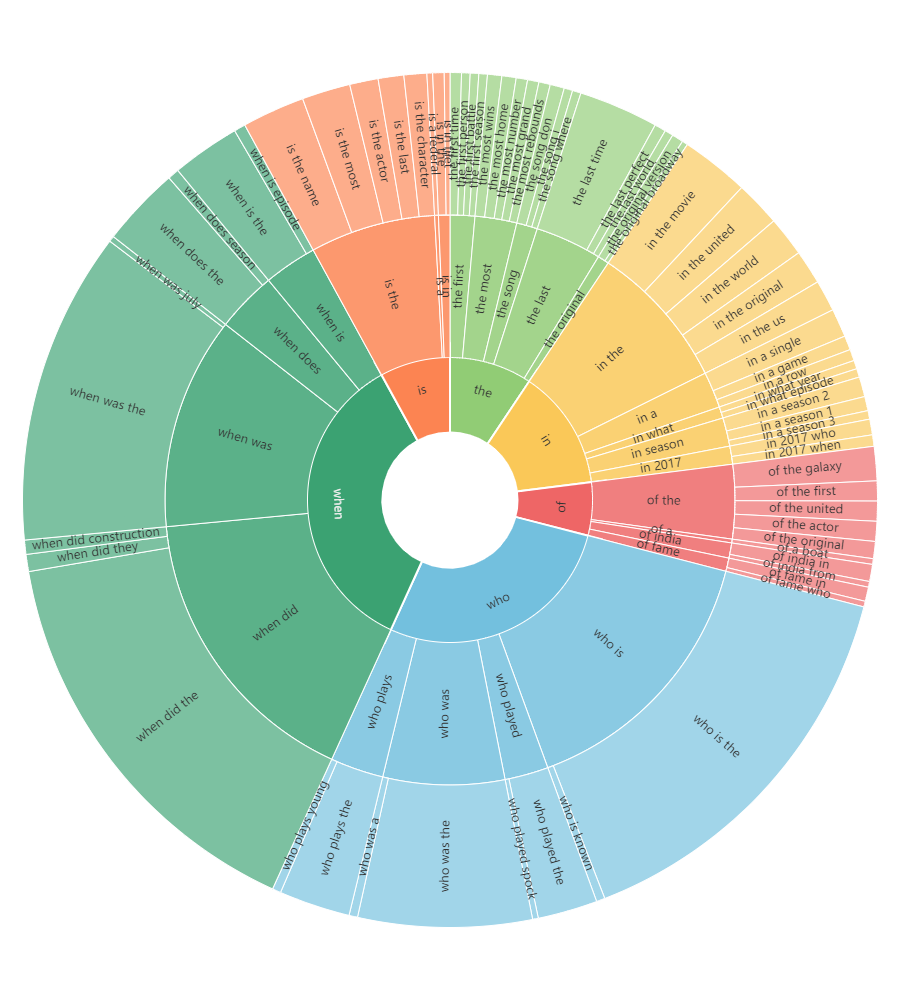 the
in
of
who
when
is
the first
the most
the song
the last
the original
in the
in a
in what
in season
in 2017
of the
of a
of india
of fame
who is
who played
who was
who plays
when did
when was
when does
when is
is the
is a
is in
the first time
the first person
the first battle
the first season
the most wins
the most home
the most number
the most grand
the most rebounds
the song don
the song i
the song where
the last time
the last perfect
the last world
the original version
the original broadway
in the movie
in the united
in the world
in the original
in the us
in a single
in a game
in a row
in what year
in what episode
in a season 2
in a season 1
in a season 3
in 2017 who
in 2017 when
of the galaxy
of the first
of the united
of the actor
of the original
of a boat
of india in
of india from
of fame in
of fame who
who is the
who is known
who played the
who played spock
who was the
who was a
who plays the
who plays young
when did the
when did they
when did construction
when was the
when was july
when does the
when does season
when is the
when is episode
is the name
is the most
is the actor
is the last
is the character
is a federal
is in the